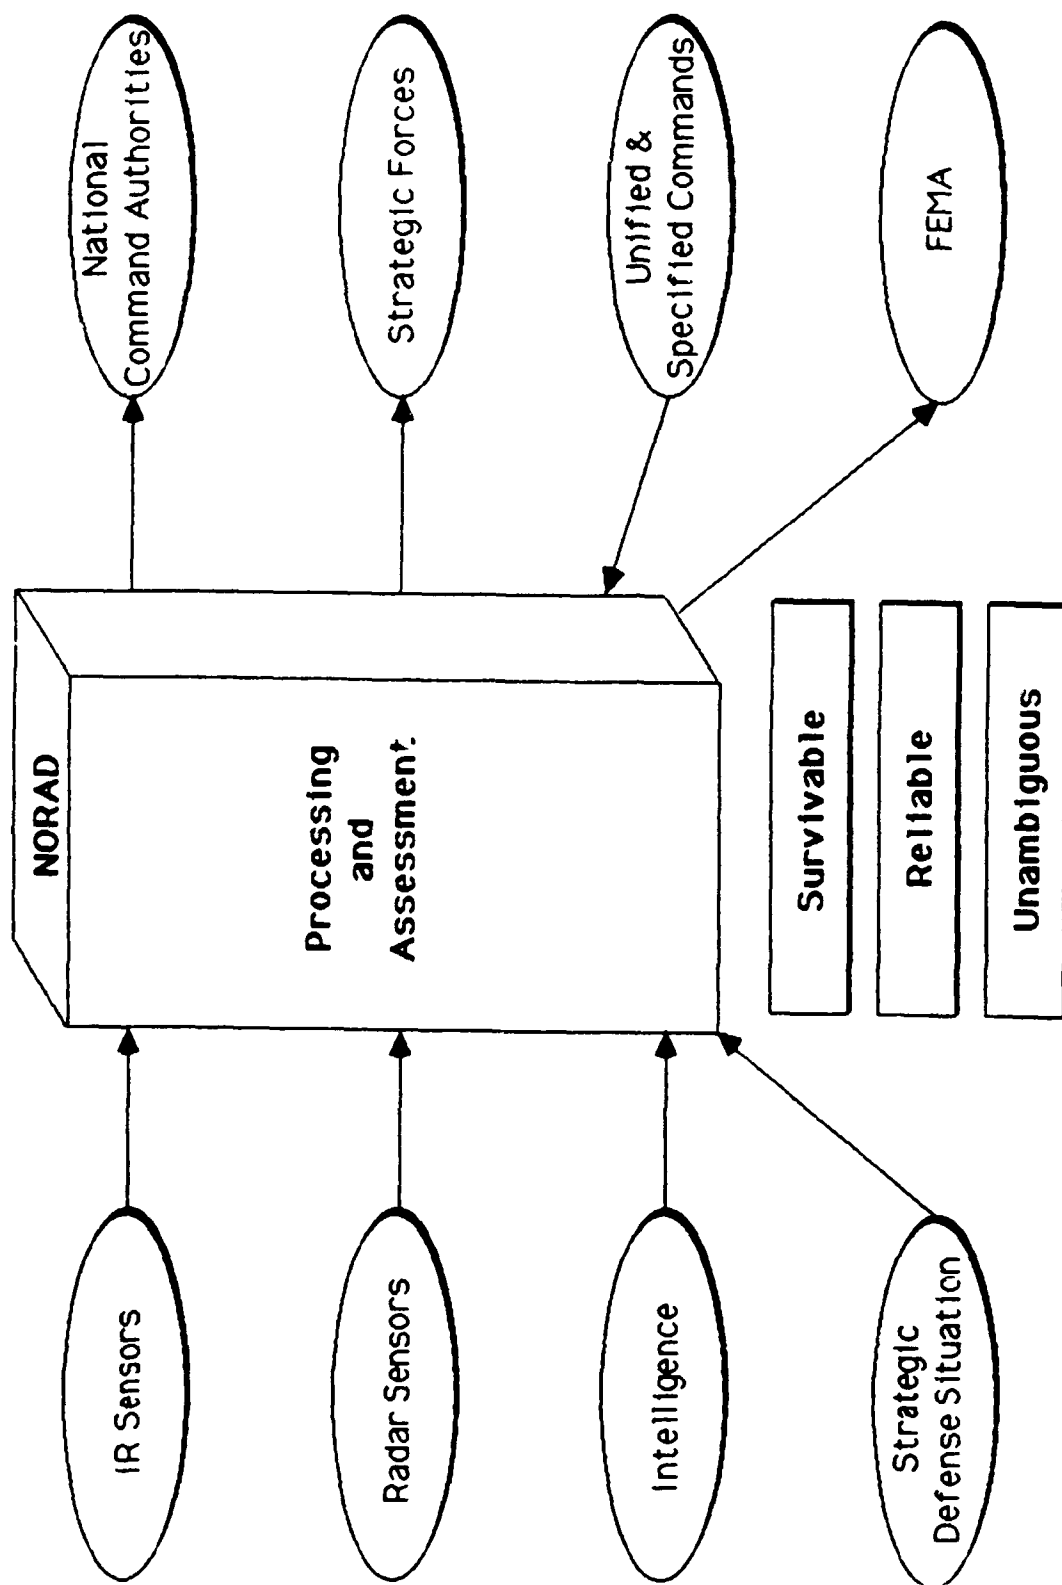 NORAD
Processing
and
Assessment
IR Sensors
Radar Sensors
Intelligence
Strategic
Defense Situation
National
Command Authorities
Strategic Forces
Unified &
Specified Commands
FEMA
Survivable
Reliable
Unambiguous